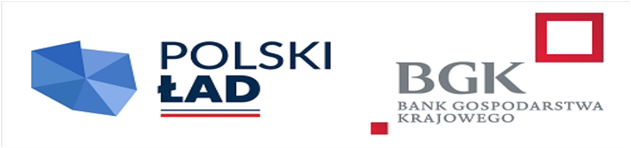 POLSKI
ŁAD
BGK
BANK GOSPODARSTWA
KRAJOWEGO